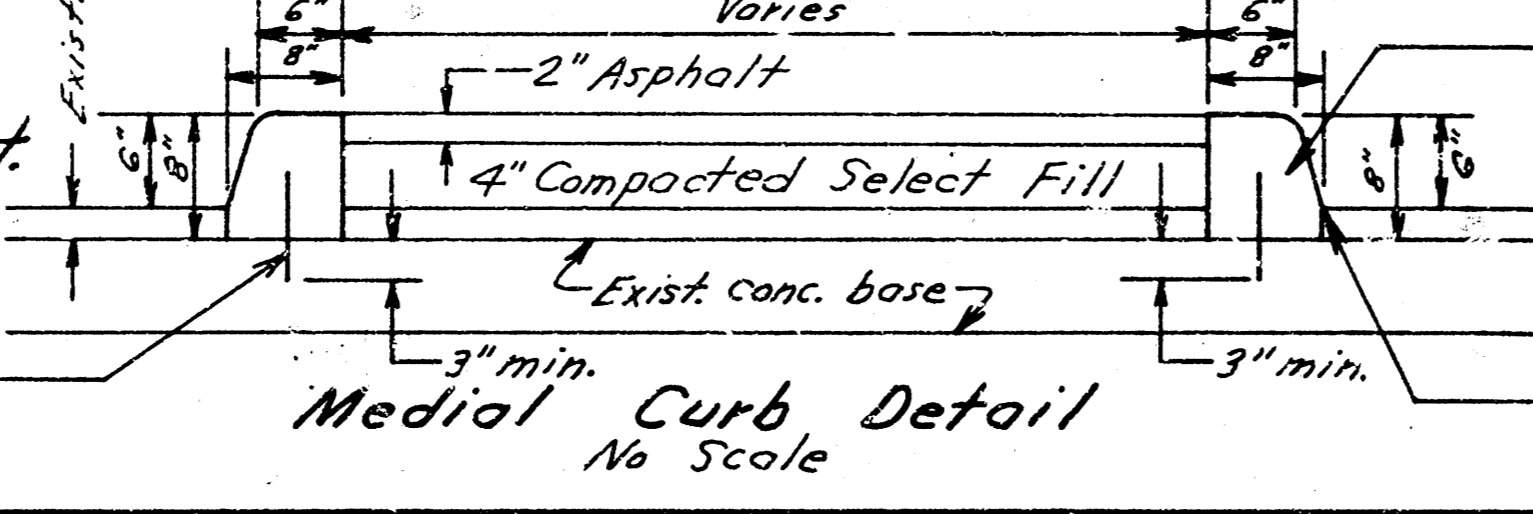 6" Varies 6"
8" 8"
2" Asphalt
Exist.
t.
6" 8" 8" 6"
4" Compacted Select Fill
Exist. conc. base
3" min. 3" min.
Medial Curb Detail
No Scale